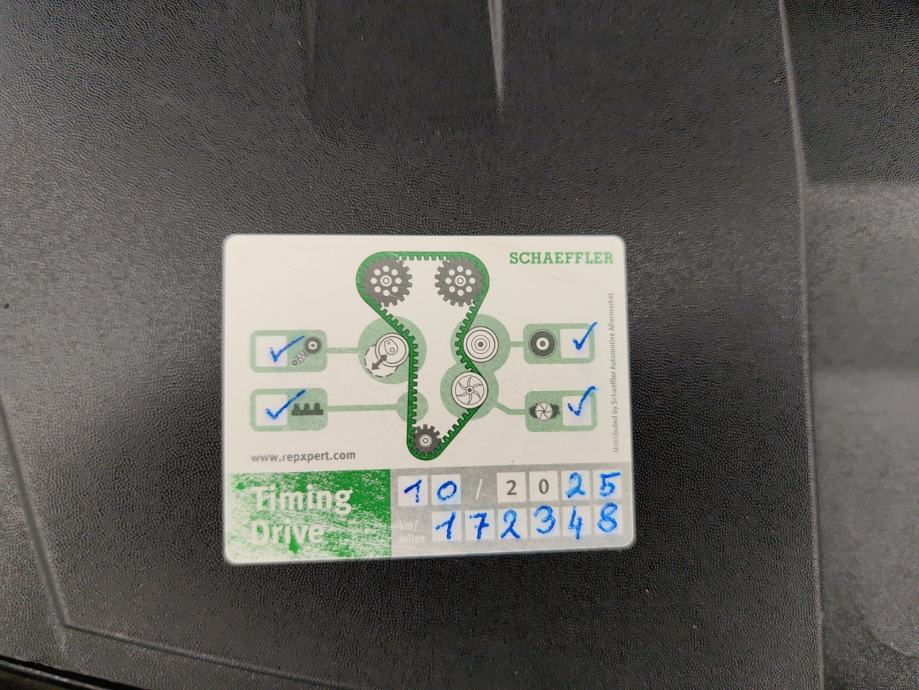 SCHAEFFLER
Distributed by Schaeffler Automotive Aftermarket
www.repxpert.com
Timing
Drive
10 / 2025
km/
miles
172348